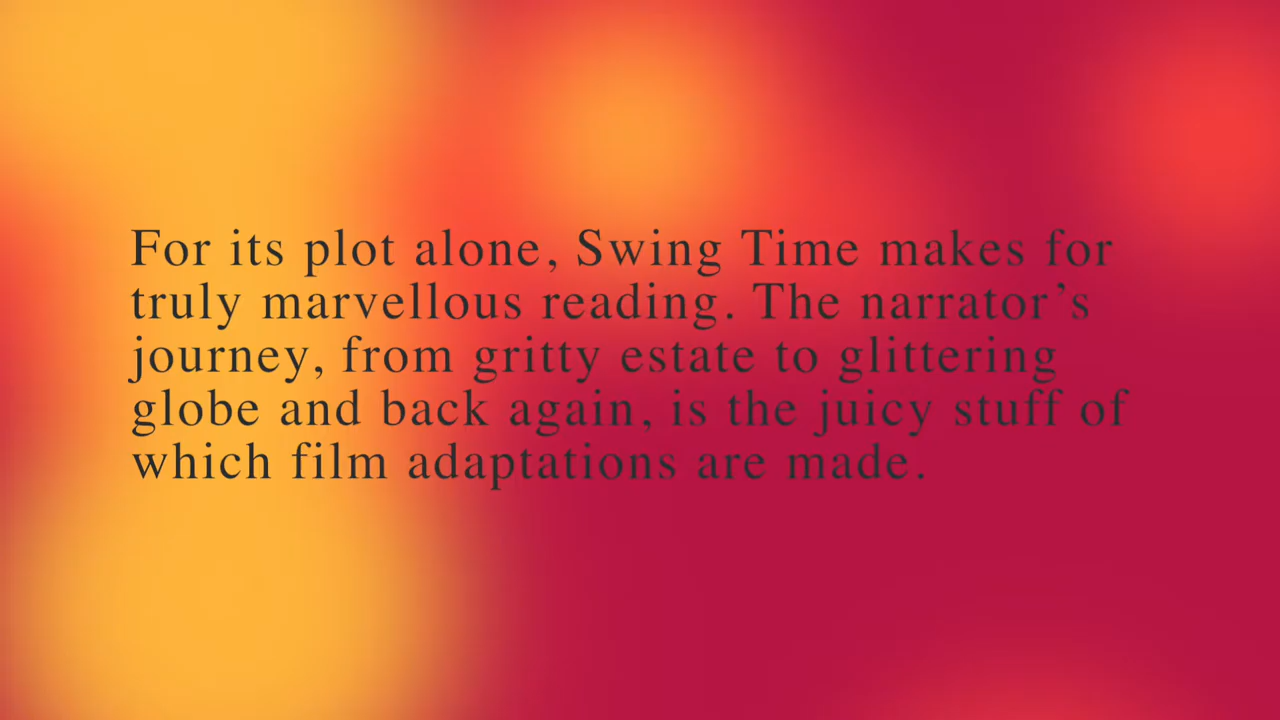 For its plot alone, Swing Time makes for
truly marvellous reading. The narrator’s
journey, from gritty estate to glittering
globe and back again, is the juicy stuff of
which film adaptations are made.